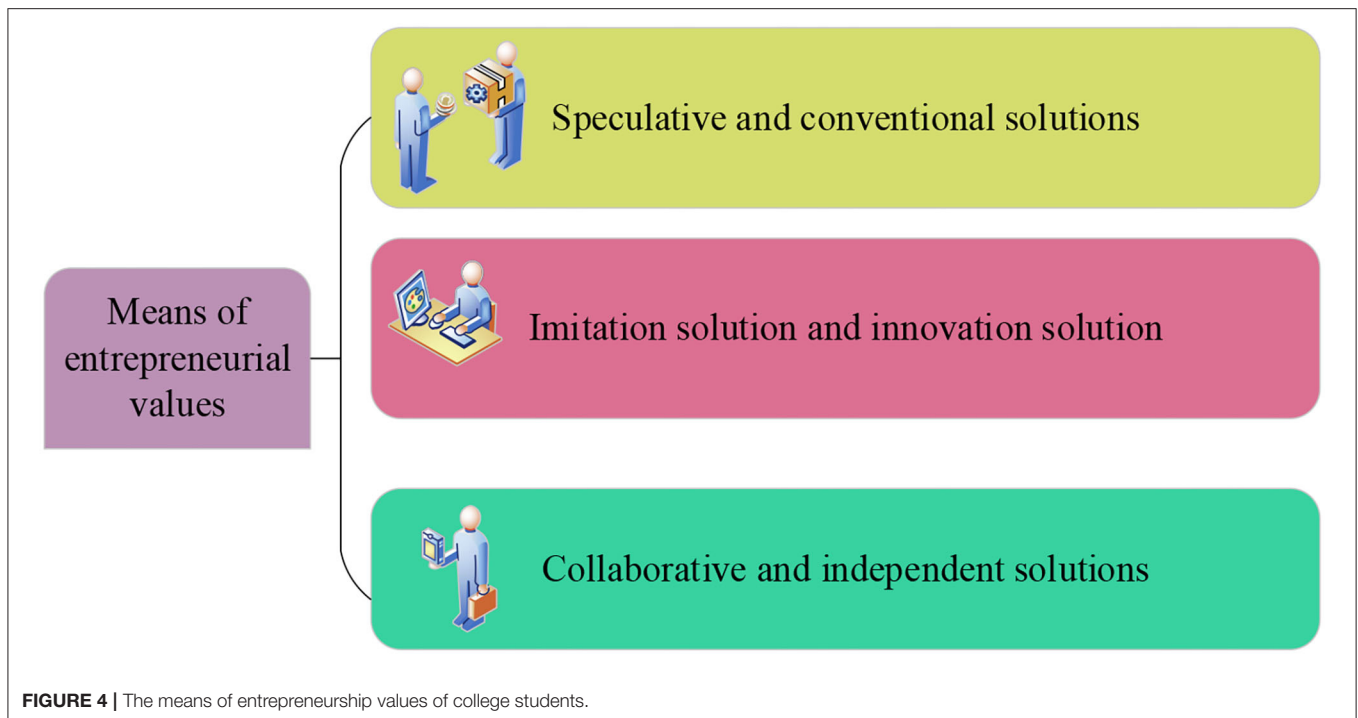 Speculative and conventional solutions
Means of
entrepreneurial
values
Imitation solution and innovation solution
Collaborative and independent solutions
FIGURE 4 | The means of entrepreneurship values of college students.